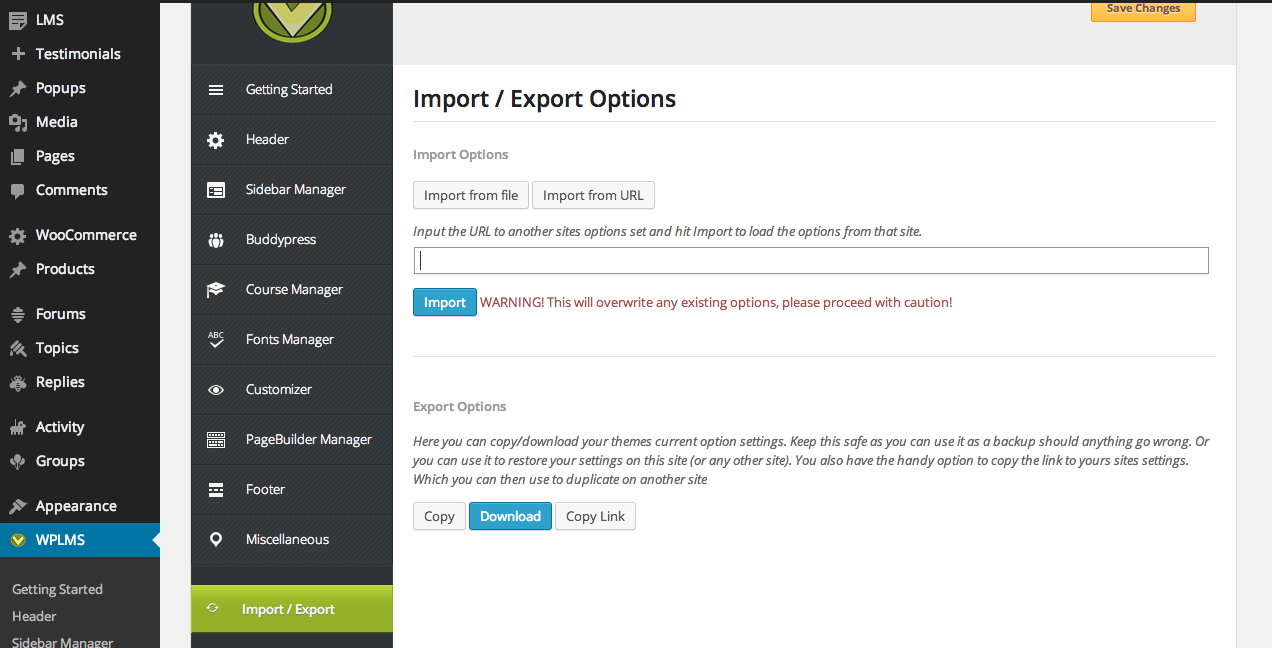 LMS
Testimonials
Popups
Media
Pages
Comments
WooCommerce
Products
Forums
Topics
Replies
Activity
Groups
Appearance
WPLMS
Getting Started
Header
Sidebar Manager
Getting Started
Header
Sidebar Manager
Buddypress
Course Manager
ABC
Fonts Manager
Customizer
PageBuilder Manager
Footer
Miscellaneous
Import / Export
Save Changes
Import / Export Options
Import Options
Import from file
Import from URL
Input the URL to another sites options set and hit Import to load the options from that site.
Import
WARNING! This will overwrite any existing options, please proceed with caution!
Export Options
Here you can copy/download your themes current option settings. Keep this safe as you can use it as a backup should anything go wrong. Or
you can use it to restore your settings on this site (or any other site). You also have the handy option to copy the link to yours sites settings.
Which you can then use to duplicate on another site
Copy
Download
Copy Link